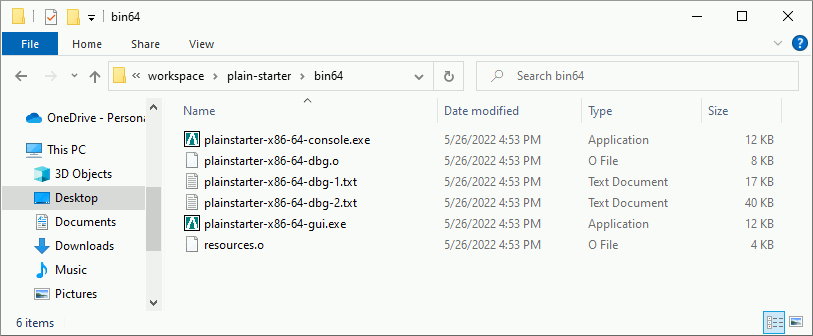 bin64
File Home Share View
« workspace > plain-starter > bin64 Search bin64
Name Date modified Type Size
OneDrive - Persona
This PC
3D Objects
Desktop
Documents
Downloads
Music
Pictures
plainstarter-x86-64-console.exe 5/26/2022 4:53 PM Application 12 KB
plainstarter-x86-64-dbg.o 5/26/2022 4:53 PM O File 8 KB
plainstarter-x86-64-dbg-1.txt 5/26/2022 4:53 PM Text Document 17 KB
plainstarter-x86-64-dbg-2.txt 5/26/2022 4:53 PM Text Document 40 KB
plainstarter-x86-64-gui.exe 5/26/2022 4:53 PM Application 12 KB
resources.o 5/26/2022 4:53 PM O File 4 KB
6 items